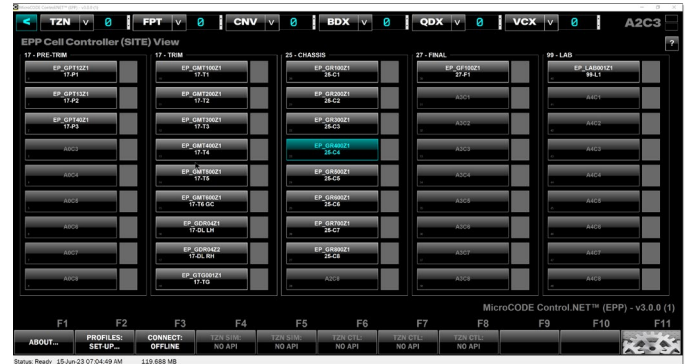 MicroCODE Control.NET™ (EPP) - v3.0.0 (1)
< TZN v 0 FPT v 0 CNV v 0 BDX v 0 QDX v 0 VCX v 0 A2C3
EPP Cell Controller (SITE) View ?
17 - PRE-TRIM 17 - TRIM 25 - CHASSIS 27 - FINAL 99 - LAB
EP_GPT12Z1 EP_GMT100Z1 EP_GR100Z1 EP_GF100Z1 EP_LAB001Z1
17-P1 17-T1 25-C1 27-F1 99-L1
EP_GPT13Z1 EP_GMT200Z1 EP_GR200Z1 A3C1 A4C1
17-P2 17-T2 25-C2
EP_GPT40Z1 EP_GMT300Z1 EP_GR300Z1 A3C2 A4C2
17-P3 17-T3 25-C3
A0C3 EP_GMT400Z1 EP_GR400Z1 A3C3 A4C3
17-T4 25-C4
A0C4 EP_GMT500Z1 EP_GR500Z1 A3C4 A4C4
17-T5 25-C5
A0C5 EP_GMT600Z1 EP_GR600Z1 A3C5 A4C5
17-T6 GC 25-C6
A0C6 EP_GDR04Z1 EP_GR700Z1 A3C6 A4C6
17-DL LH 25-C7
A0C7 EP_GDR04Z2 EP_GR800Z1 A3C7 A4C7
17-DL RH 25-C8
A0C8 EP_GTG001Z1 A2C8 A3C8 A4C8
17-TG
MicroCODE Control.NET™ (EPP) - v3.0.0 (1)
F1 F2 F3 F4 F5 F6 F7 F8 F9 F10 F11
ABOUT... PROFILES: CONNECT: TZN SIM: TZN SIM: TZN CTL: TZN CTL: TZN CTL:
SET-UP... OFFLINE NO API NO API NO API NO API NO API
Status: Ready 15-Jun-23 07:04:49 AM 119.688 MB